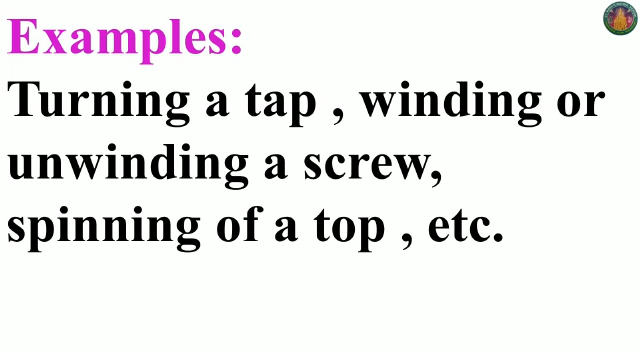 Examples:
Turning a tap , winding or
unwinding a screw,
spinning of a top , etc.